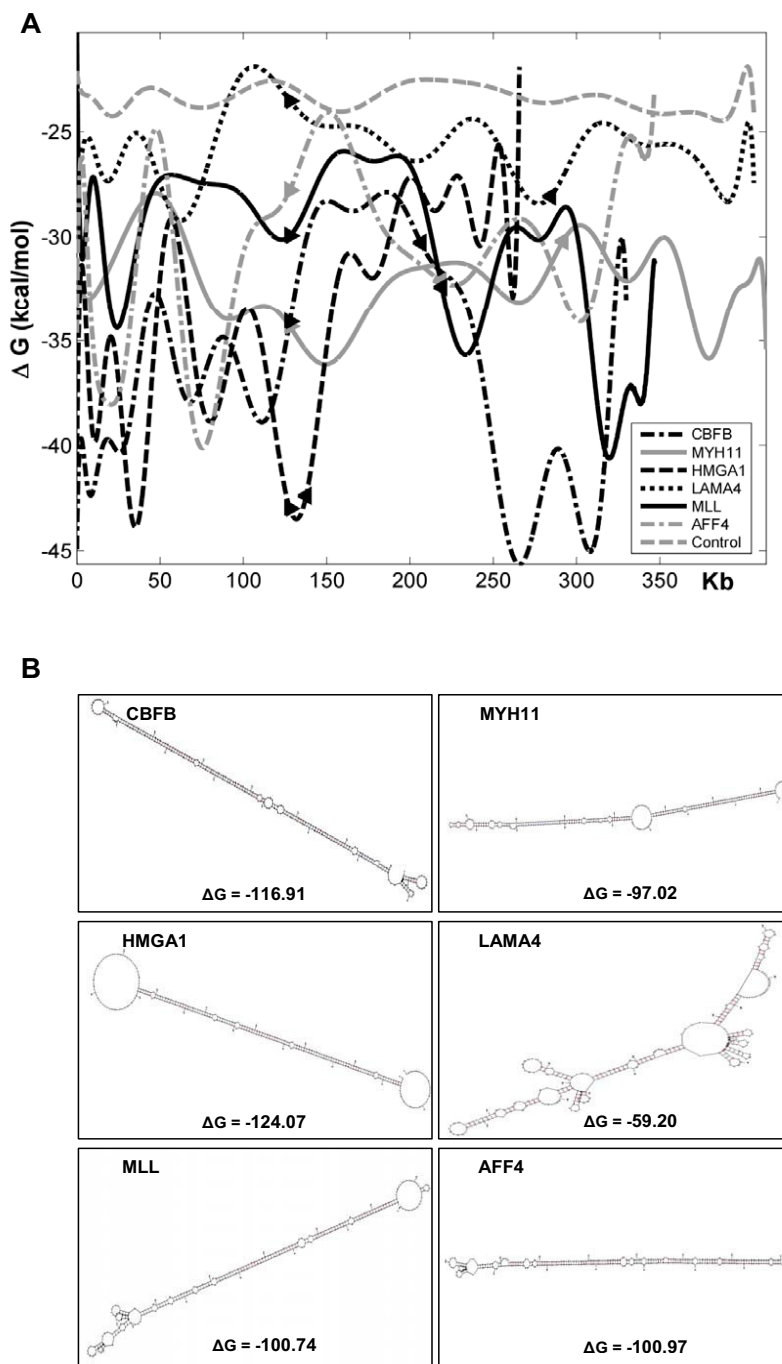 A
Δ G (kcal/mol)
-25
-30
-35
-40
-45
0
50
100
150
200
250
300
350
Kb
CBFB
MYH11
HMGA1
LAMA4
MLL
AFF4
Control
B
CBFB
ΔG = -116.91
MYH11
ΔG = -97.02
HMGA1
ΔG = -124.07
LAMA4
ΔG = -59.20
MLL
ΔG = -100.74
AFF4
ΔG = -100.97